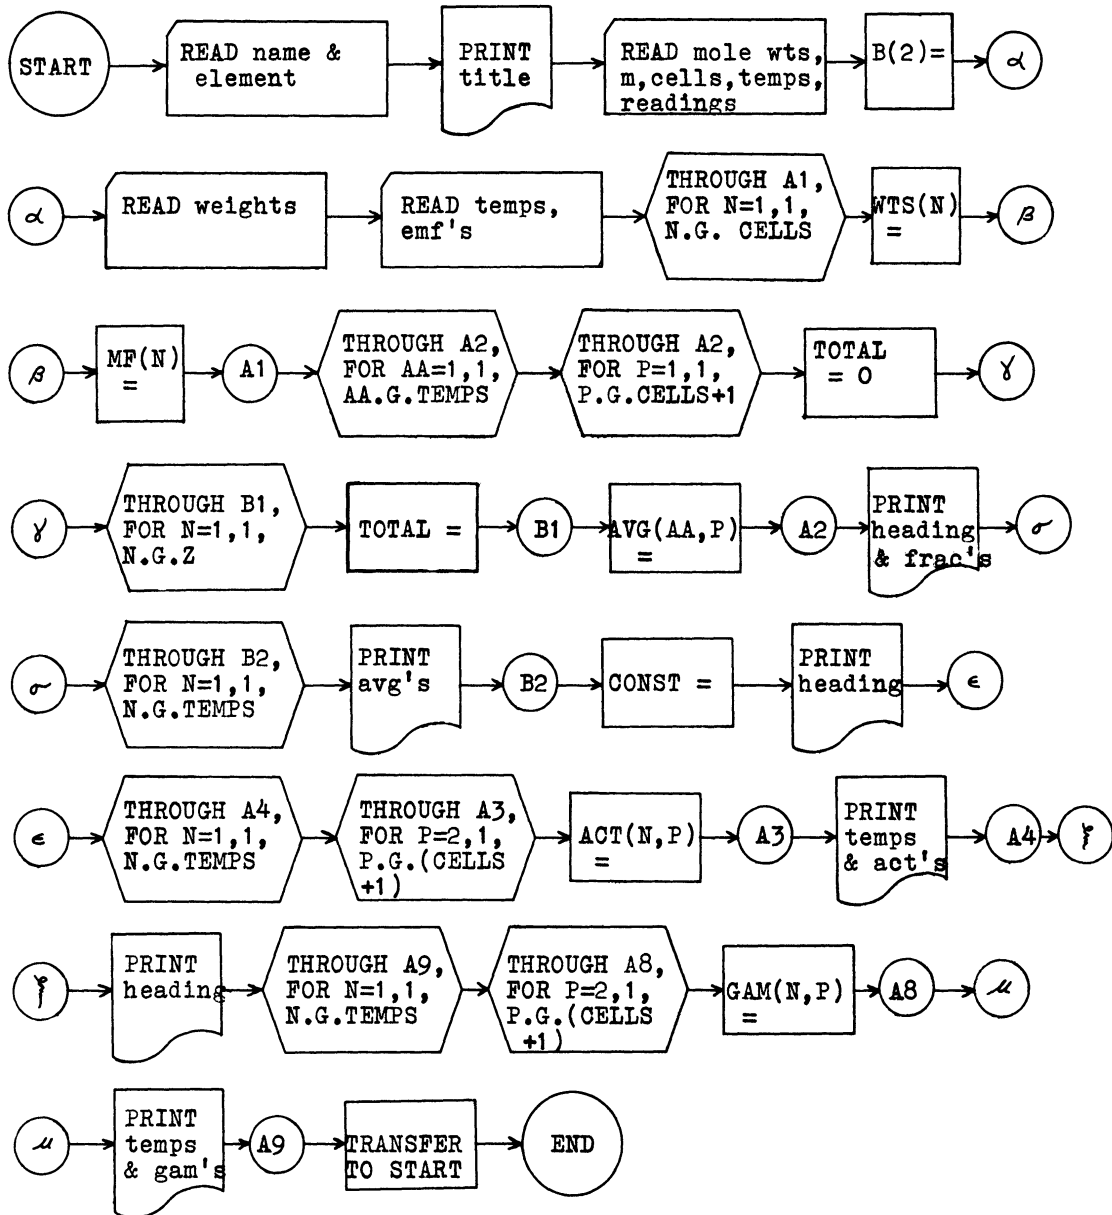 START
READ name &
element
PRINT
title
READ mole wts,
m,cells,temps,
readings
B(2)=
α
α
READ weights
READ temps,
emf's
THROUGH A1,
FOR N=1,1,
N.G. CELLS
WTS(N)
=
β
β
MF(N)
=
A1
THROUGH A2,
FOR AA=1,1,
AA.G.TEMPS
THROUGH A2,
FOR P=1,1,
P.G.CELLS+1
TOTAL
= 0
γ
γ
THROUGH B1,
FOR N=1,1,
N.G.Z
TOTAL =
B1
AVG(AA,P)
=
A2
PRINT
heading
& frac's
σ
σ
THROUGH B2,
FOR N=1,1,
N.G.TEMPS
PRINT
avg's
B2
CONST =
PRINT
heading
ε
ε
THROUGH A4,
FOR N=1,1,
N.G.TEMPS
THROUGH A3,
FOR P=2,1,
P.G.(CELLS
+1)
ACT(N,P)
=
A3
PRINT
temps
& act's
A4
ξ
ξ
PRINT
heading
THROUGH A9,
FOR N=1,1,
N.G.TEMPS
THROUGH A8,
FOR P=2,1,
P.G.(CELLS
+1)
GAM(N,P)
=
A8
μ
μ
PRINT
temps
& gam's
A9
TRANSFER
TO START
END